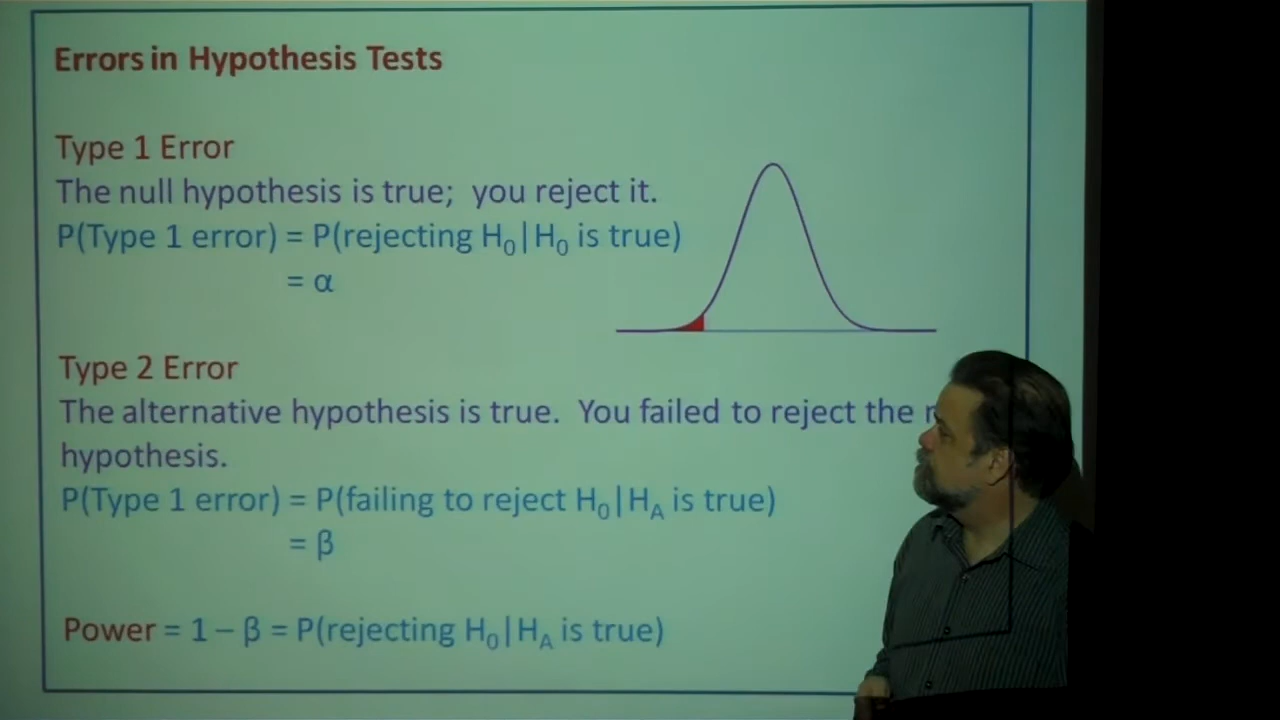 Errors in Hypothesis Tests
Type 1 Error
The null hypothesis is true; you reject it.
P(Type 1 error) = P(rejecting H₀|H₀ is true)
= α
Type 2 Error
The alternative hypothesis is true. You failed to reject the
hypothesis.
P(Type 1 error) = P(failing to reject H₀|Hₐ is true)
= β
Power = 1 – β = P(rejecting H₀|Hₐ is true)